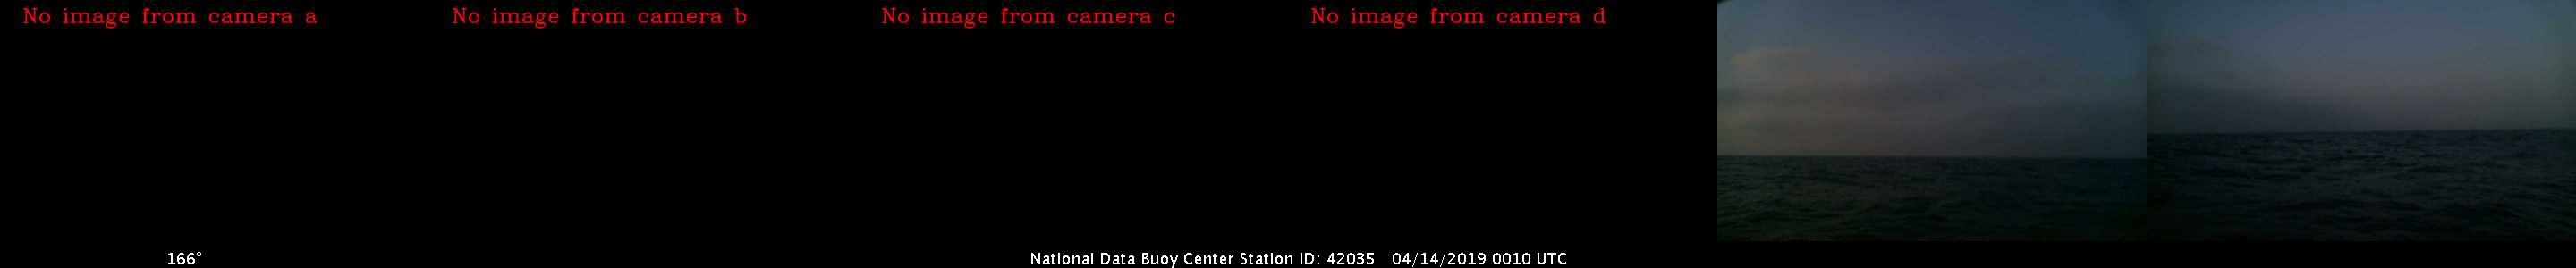 No image from camera a
No image from camera b
No image from camera c
No image from camera d
166°
National Data Buoy Center Station ID: 42035 04/14/2019 0010 UTC